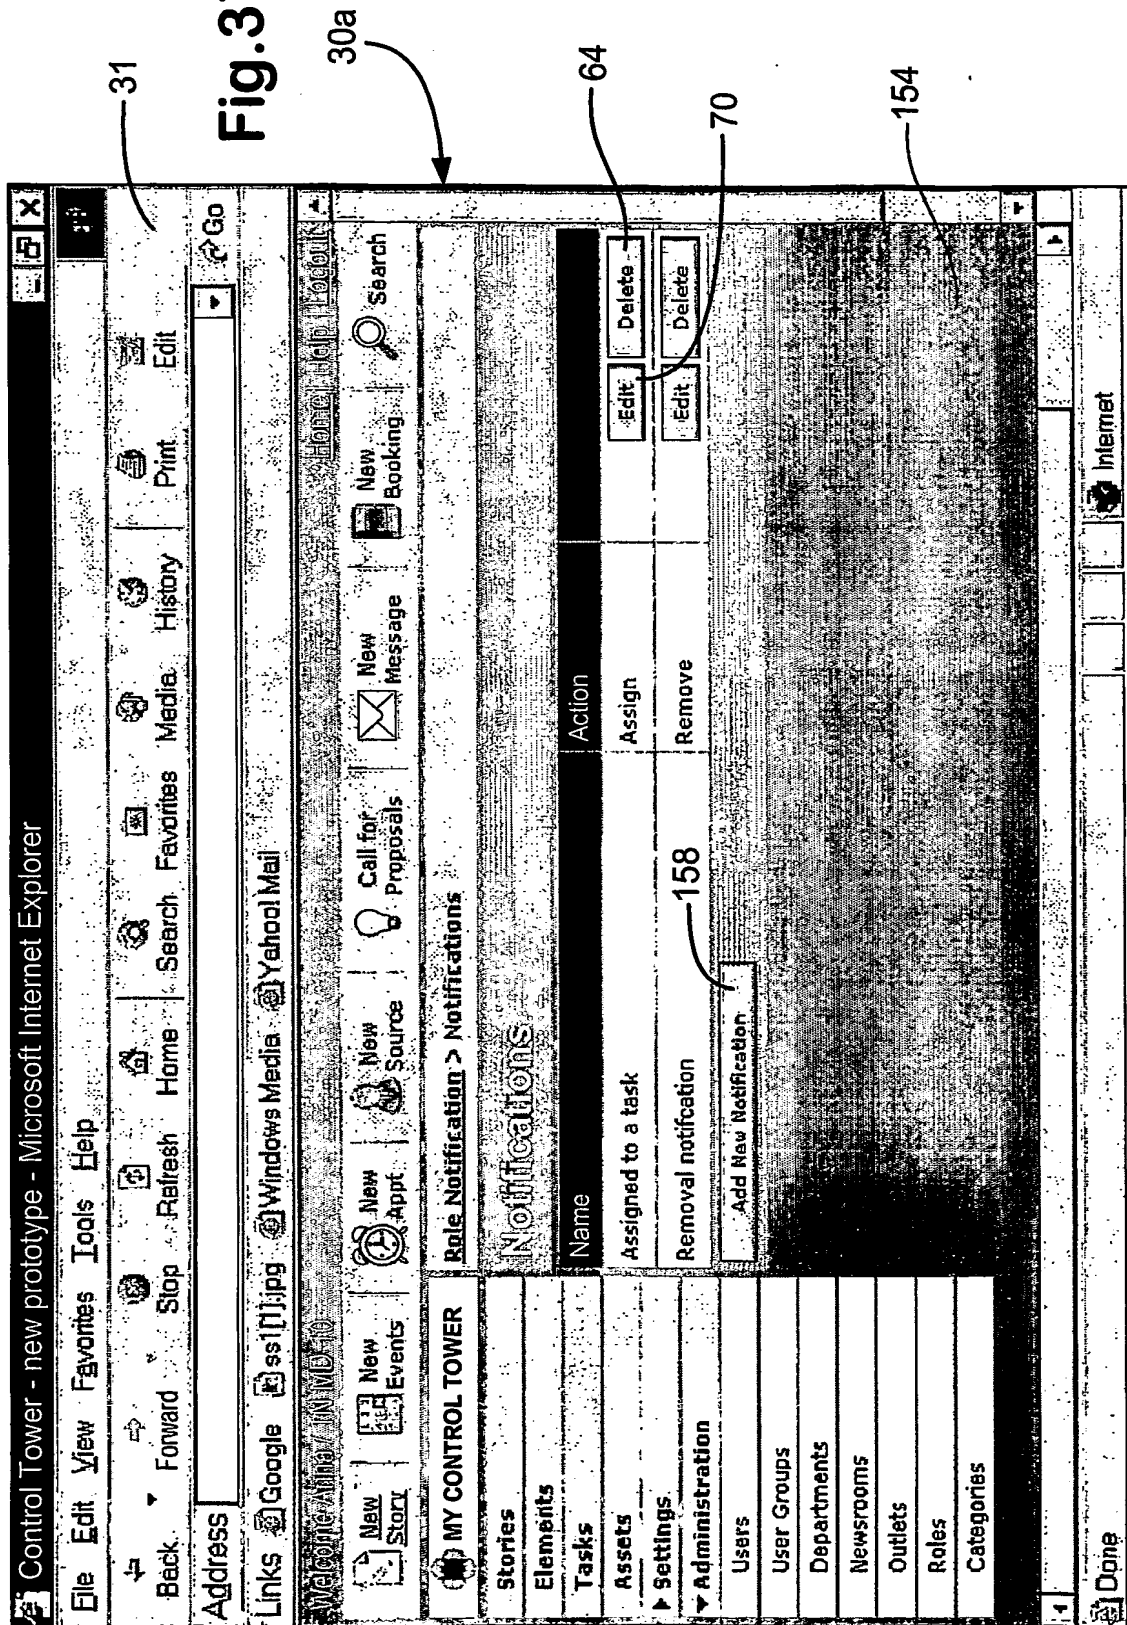 Control Tower - new prototype - Microsoft Internet Explorer
File Edit View Favorites Tools Help
Back Forward Stop Refresh Home Search Favorites Media History Print Edit
31
Address Go
Links Google ss1[1].jpg Windows Media Yahoo! Mail
Home | Help | Logout
New Story
New Events
New Appt
New Source
Call for Proposals
New Message
New Booking
Search
30a
MY CONTROL TOWER
Role Notification > Notifications
Stories
Elements
Tasks
Assets
Settings
Administration
Users
User Groups
Departments
Newsrooms
Outlets
Roles
Categories
Notifications
Name Action
Assigned to a task Assign Edit Delete
64
Removal notifcation Remove Edit Delete
70
Add New Notification
158
154
Done Internet